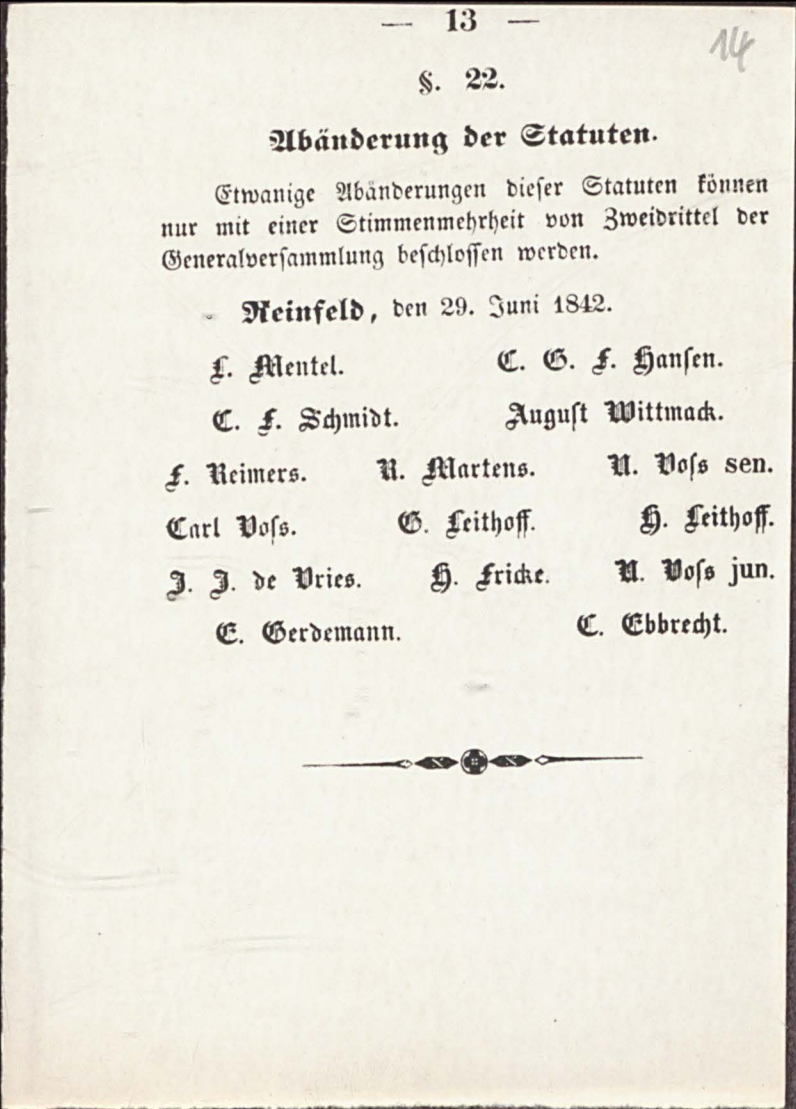 — 13 —
14
§. 22.
Abänderung der Statuten.
Etwanige Abänderungen dieser Statuten können
nur mit einer Stimmenmehrheit von Zweidrittel der
Generalversammlung beschlossen werden.
Reinfeld, den 29. Juni 1842.
L. Mentel. C. G. F. Hansen.
C. F. Schmidt. August Wittmack.
F. Reimers. R. Martens. A. Voss sen.
Carl Voss. G. Leithoff. H. Leithoff.
J. J. de Vries. H. Fricke. A. Voss jun.
E. Gerdemann. C. Ebbrecht.